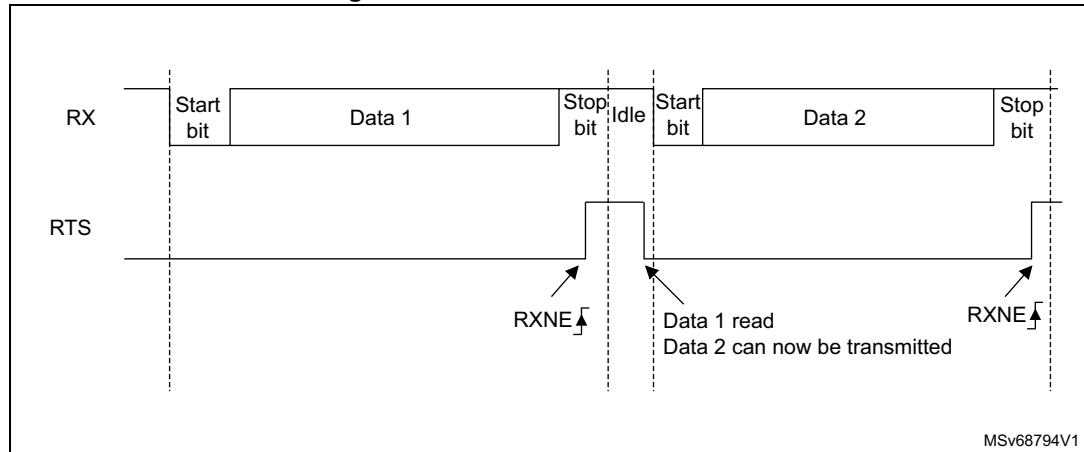 RX
Start
bit
Data 1
Stop
bit
Idle
Start
bit
Data 2
Stop
bit
RTS
RXNE
Data 1 read
Data 2 can now be transmitted
RXNE
MSv68794V1